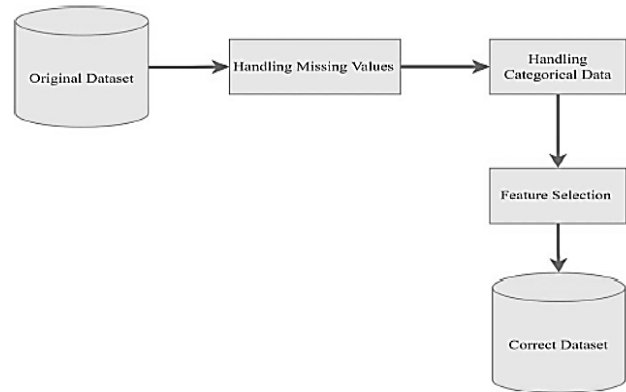 Original Dataset
Handling Missing Values
Handling
Categorical Data
Feature Selection
Correct Dataset